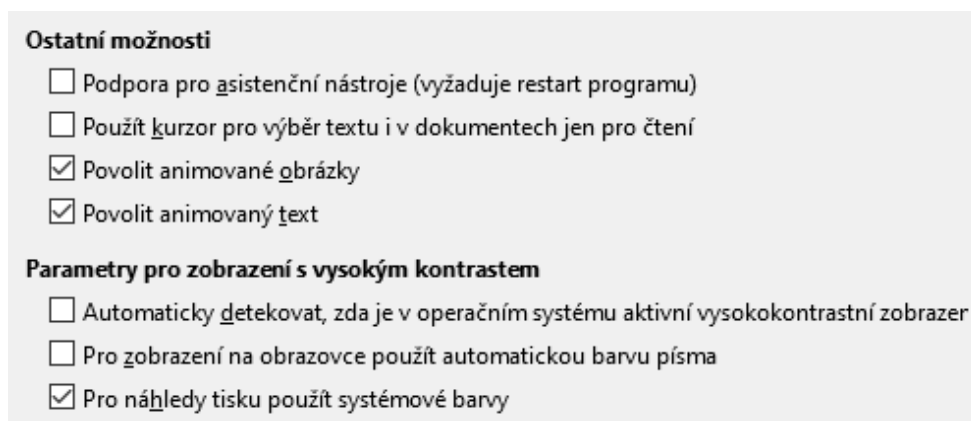 Ostatní možnosti
Podpora pro asistenční nástroje (vyžaduje restart programu)
Použít kurzor pro výběr textu i v dokumentech jen pro čtení
Povolit animované obrázky
Povolit animovaný text
Parametry pro zobrazení s vysokým kontrastem
Automaticky detekovat, zda je v operačním systému aktivní vysokokontrastní
Pro zobrazení na obrazovce použít automatickou barvu písma
Pro náhledy tisku použít systémové barvy